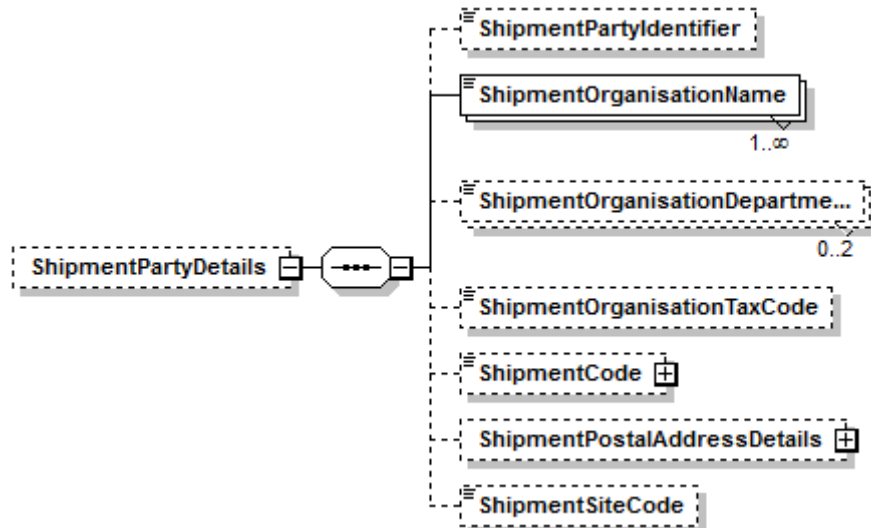 ShipmentPartyIdentifier
ShipmentOrganisationName
1..∞
ShipmentOrganisationDepartme...
0..2
ShipmentPartyDetails
ShipmentOrganisationTaxCode
ShipmentCode
ShipmentPostalAddressDetails
ShipmentSiteCode